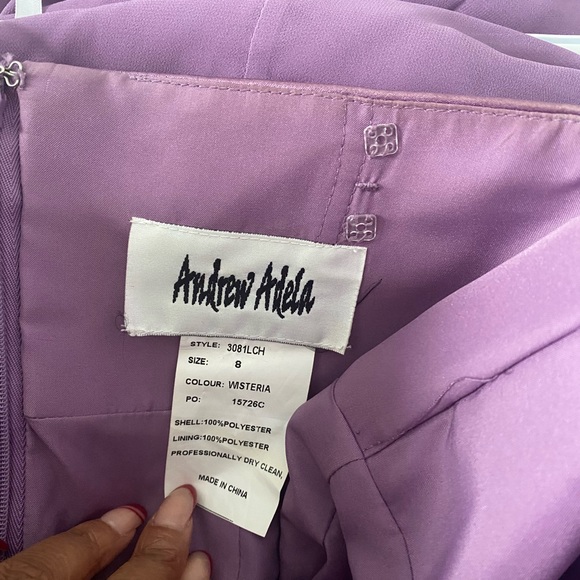 Andrew Adela
STYLE: 3081LCH
SIZE: 8
COLOUR: WISTERIA
PO: 15726C
SHELL:100%POLYESTER
LINING:100%POLYESTER
PROFESSIONALLY DRY CLEAN
MADE IN CHINA